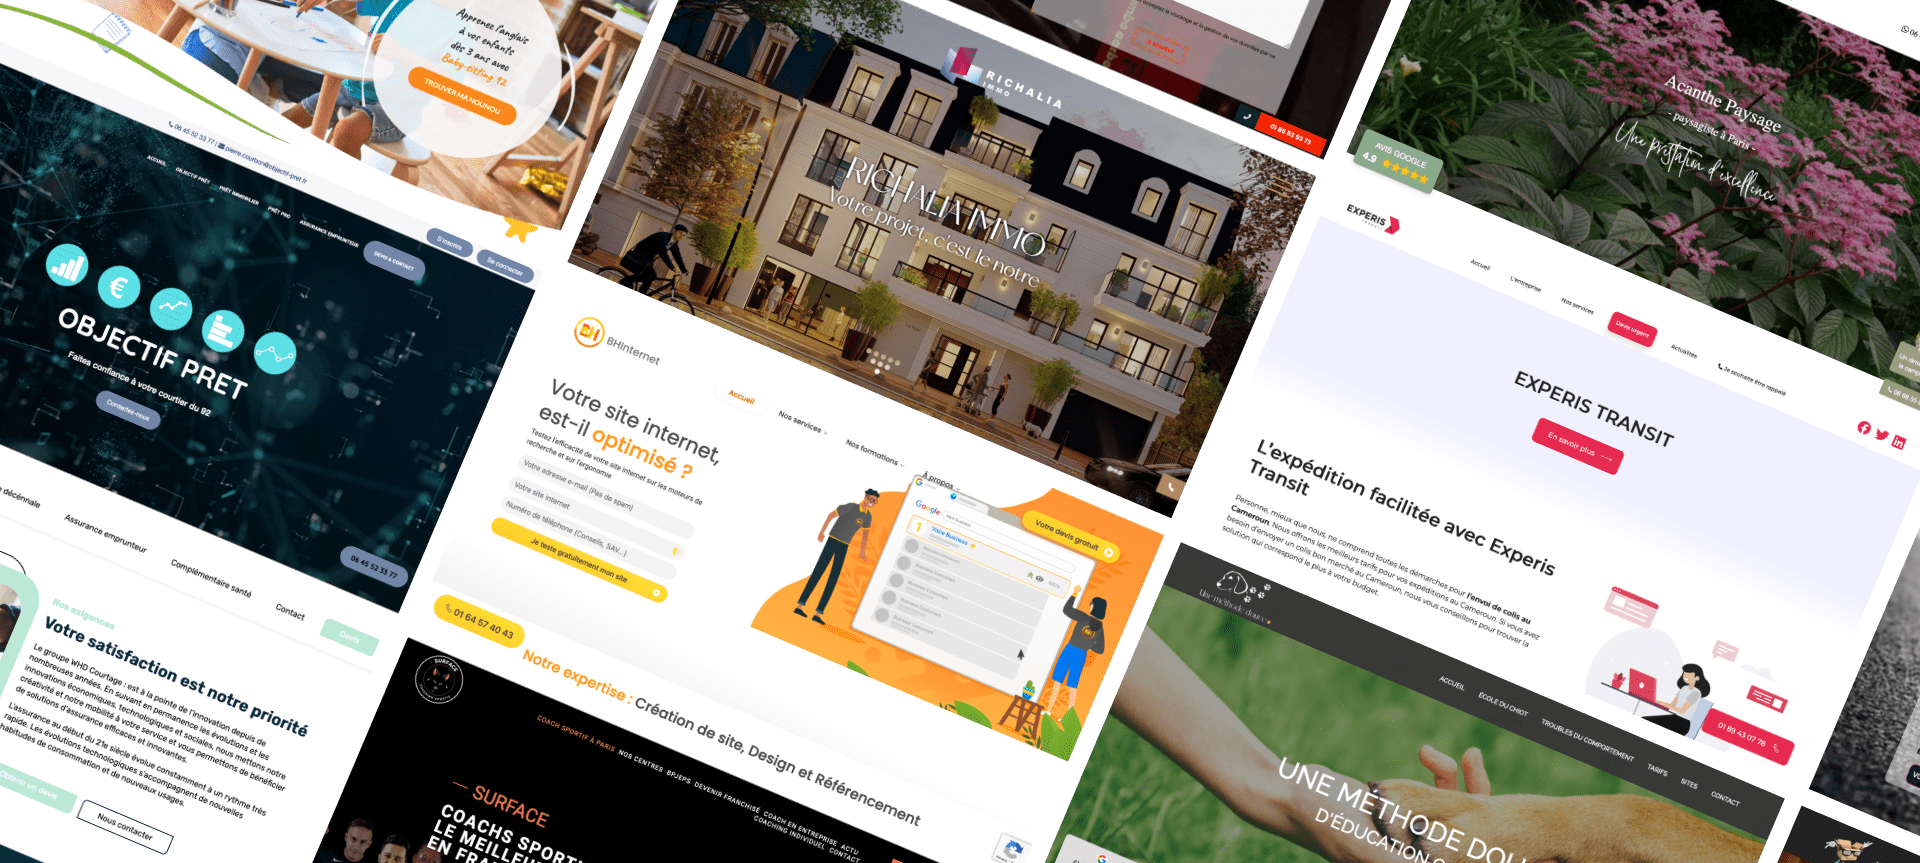 Apprenez l'anglais
à vos enfants
dès 3 ans avec
Baby-sitting 92
TROUVER MA NOUNOU
06 45 52 33 77 | pierre.courbon@objectif-pret.fr
ACCUEIL
OBJECTIF PRÊT
PRÊT IMMOBILIER
PRÊT PRO
ASSURANCE EMPRUNTEUR
DEVIS & CONTACT
S'inscrire
Se connecter
OBJECTIF PRET
Faites confiance à votre courtier du 92
Contactez-nous
06 45 52 33 77
décennale
Assurance emprunteur
Complémentaire santé
Contact
Devis
Nos exigences
Votre satisfaction est notre priorité
Le groupe WHD Courtage : est à la pointe de l'innovation depuis de
nombreuses années. En suivant en permanence les évolutions et les
innovations économiques, technologiques et sociales, nous mettons notre
créativité et notre mobilité à votre service et vous permettons de bénéficier
de solutions d'assurance efficaces et innovantes.
L'assurance au début du 21e siècle évolue constamment à un rythme très
rapide. Les évolutions technologiques s'accompagnent de nouvelles
habitudes de consommation et de nouveaux usages.
Obtenir un devis
Nous contacter
RICHALIA
IMMO
RICHALIA IMMO
Votre projet, c'est le notre
01 85 53 93 73
BH
BHInternet
Accueil
Nos services
Nos formations
À propos
Votre devis gratuit
Votre site internet,
est-il optimisé ?
Testez l'efficacité de votre site internet sur les moteurs de
recherche et sur l'ergonomie
Votre adresse e-mail (Pas de spam)
Votre site internet
Numéro de téléphone (Conseils, SAV...)
Je teste gratuitement mon site
01 64 57 40 43
Google
1
Votre Business
Notre expertise : Création de site, Design et Référencement
SURFACE
COACH SPORTIF À PARIS
NOS CENTRES
BPJEPS
DEVENIR FRANCHISÉ
COACH EN ENTREPRISE
ACTU
COACHING INDIVIDUEL
CONTACT
— SURFACE
COACHS SPORTI
LE MEILLEU
EN FRA
Acanthe Paysage
- paysagiste à Paris -
Une prestation d'excellence
AVIS GOOGLE
4.9
EXPERIS
Accueil
L'entreprise
Nos services
Devis urgent
Actualités
Je souhaite être rappelé
EXPERIS TRANSIT
En savoir plus
L'expédition facilitée avec Experis
Transit
Personne, mieux que nous, ne comprend toutes les démarches pour l'envoi de colis au
Cameroun. Nous offrons les meilleurs tarifs pour vos expéditions au Cameroun. Si vous avez
besoin d'envoyer un colis bon marché au Cameroun, nous vous conseillons pour trouver la
solution qui correspond le plus à votre budget.
01 89 43 07 78
Une méthode douce
ACCUEIL
ECOLE DU CHIOT
TROUBLES DU COMPORTEMENT
TARIFS
SITES
CONTACT
UNE MÉTHODE DOU
D'ÉDUCATION